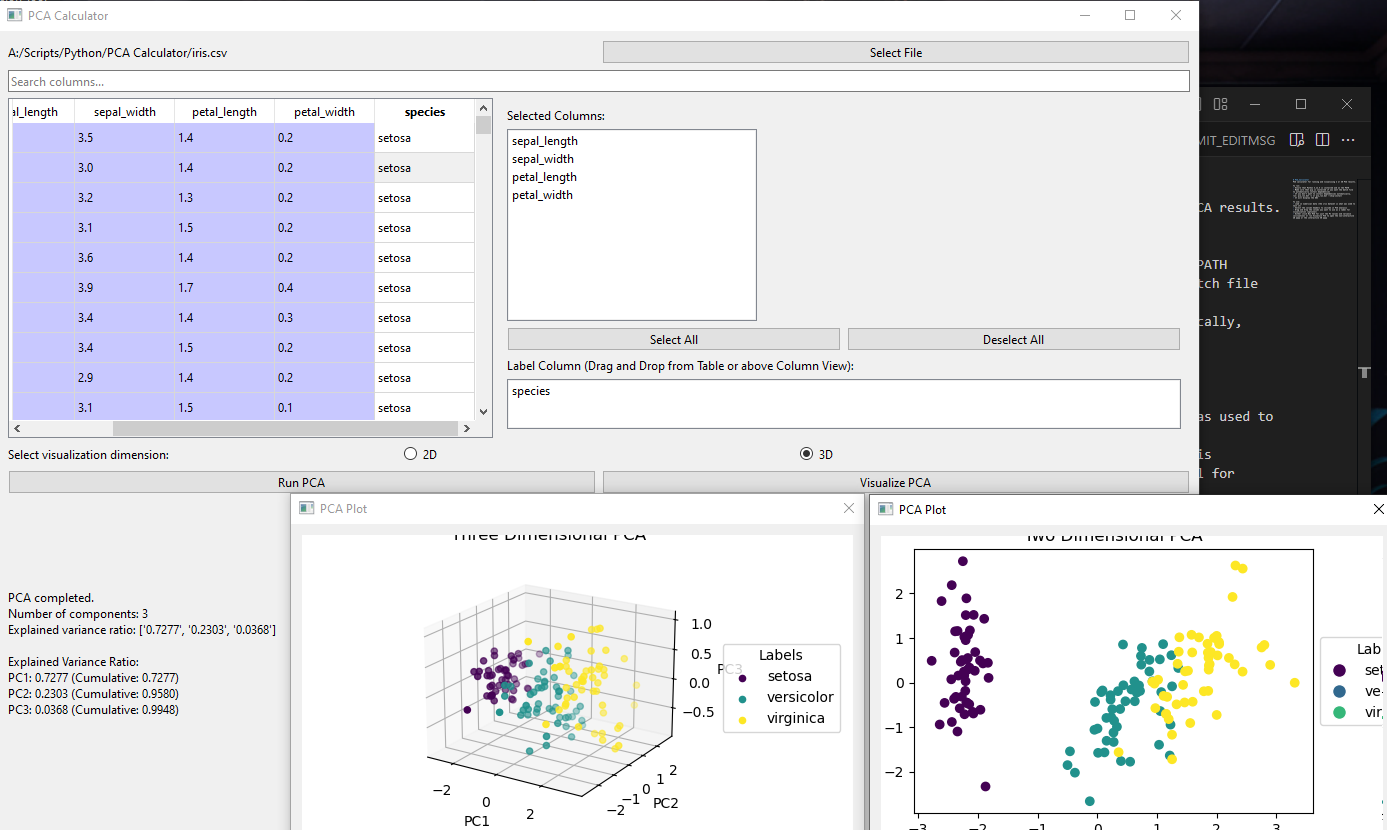 PCA Calculator
A:/Scripts/Python/PCA Calculator/iris.csv
Select File
Search columns...
al_length sepal_width petal_length petal_width species
3.5 1.4 0.2 setosa
3.0 1.4 0.2 setosa
3.2 1.3 0.2 setosa
3.1 1.5 0.2 setosa
3.6 1.4 0.2 setosa
3.9 1.7 0.4 setosa
3.4 1.4 0.3 setosa
3.4 1.5 0.2 setosa
2.9 1.4 0.2 setosa
3.1 1.5 0.1 setosa
Selected Columns:
sepal_length
sepal_width
petal_length
petal_width
Select All
Deselect All
Label Column (Drag and Drop from Table or above Column View):
species
Select visualization dimension:
2D
3D
Run PCA
Visualize PCA
PCA completed.
Number of components: 3
Explained variance ratio: ['0.7277', '0.2303', '0.0368']
Explained Variance Ratio:
PC1: 0.7277 (Cumulative: 0.7277)
PC2: 0.2303 (Cumulative: 0.9580)
PC3: 0.0368 (Cumulative: 0.9948)
PCA Plot
Three Dimensional PCA
1.0
0.5
0.0
−0.5
PC3
Labels
setosa
versicolor
virginica
−2
0
2
PC1
−2
−1
0
1
2
PC2
PCA Plot
Two Dimensional PCA
2
1
0
−1
−2
−3 −2 −1 0 1 2 3
Lab
set
ve
vir
MIT_EDITMSG
CA results.
PATH
tch file
cally,
as used to
is
l for